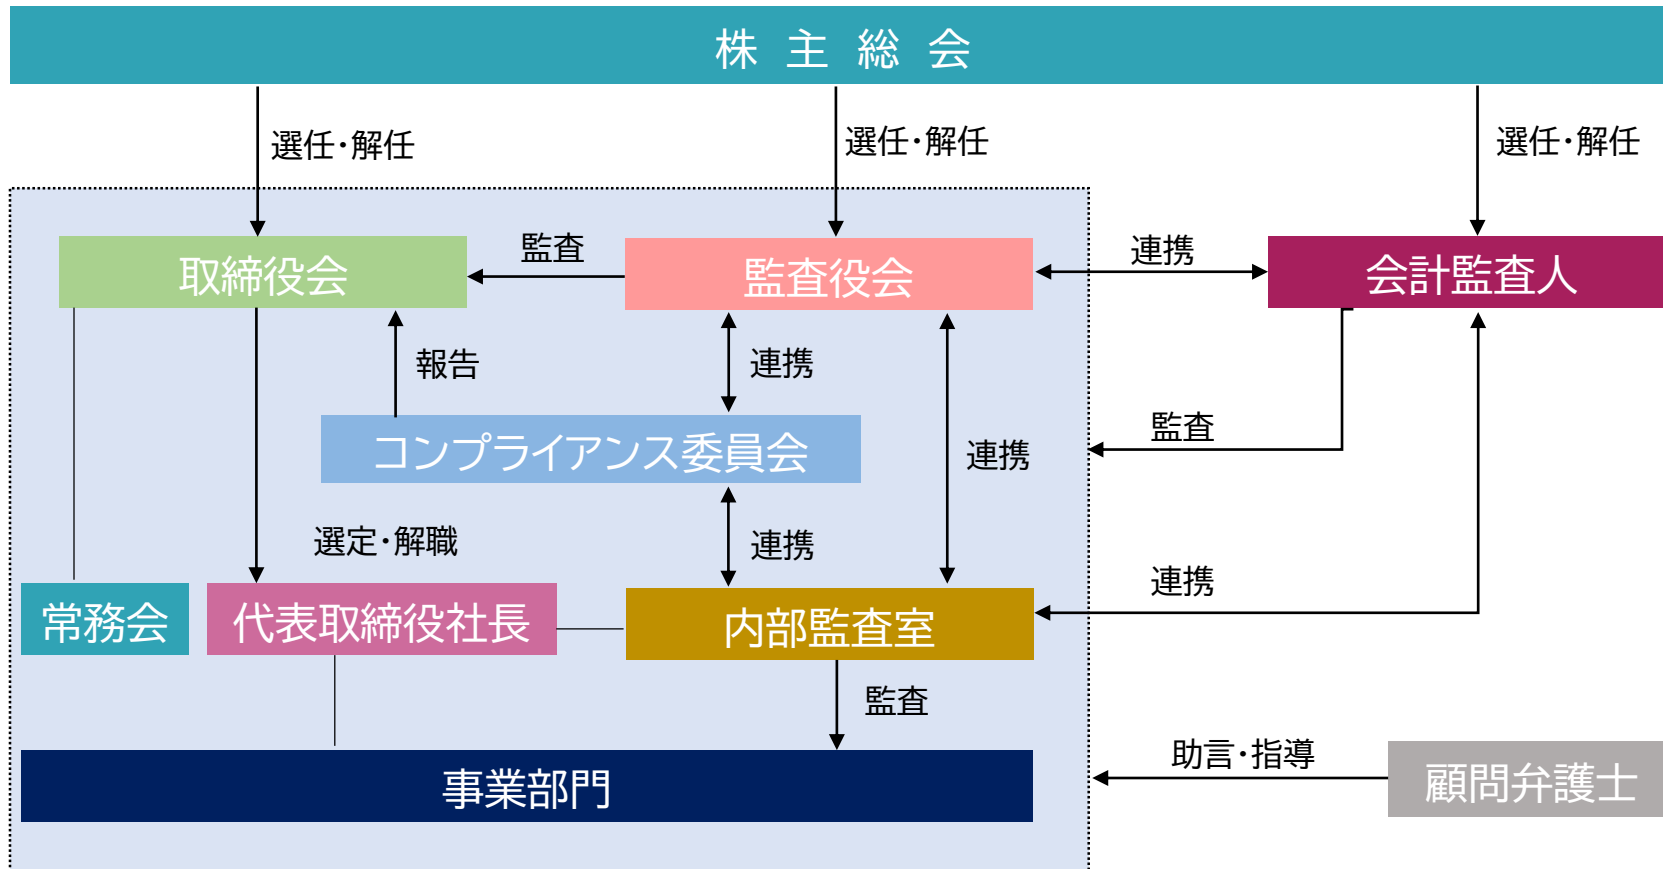 株主総会
選任・解任
選任・解任
選任・解任
取締役会
監査
監査役会
連携
会計監査人
報告
連携
コンプライアンス委員会
連携
監査
選定・解職
連携
連携
常務会
代表取締役社長
内部監査室
監査
事業部門
助言・指導
顧問弁護士